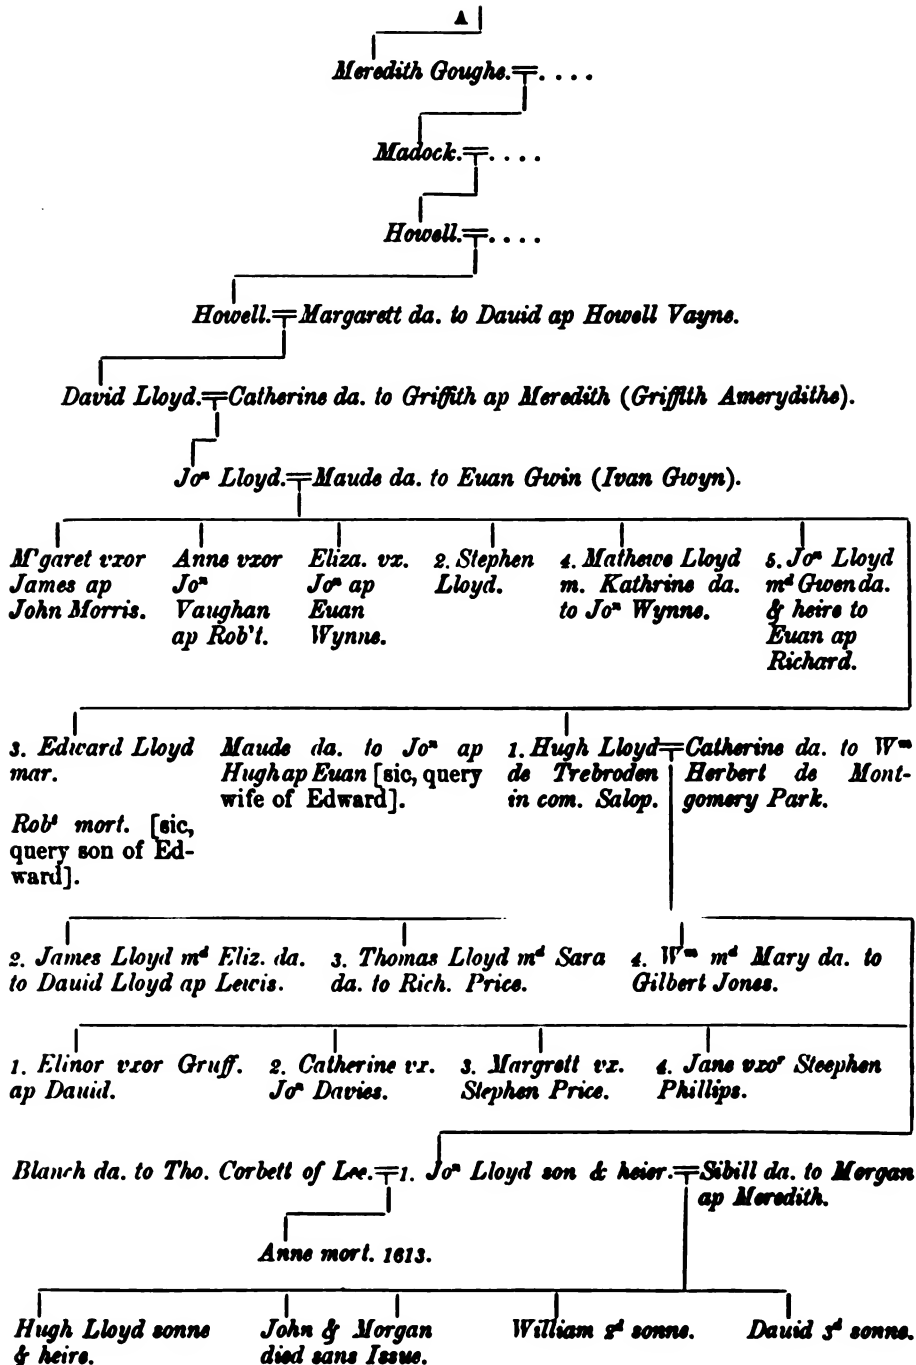 A
Meredith Goughe.=. . . .
Madock.=. . . .
Howell.=. . . .
Howell.=Margarett da. to Dauid ap Howell Vayne.
David Lloyd.=Catherine da. to Griffith ap Meredith (Griffith Amerydithe).
Joⁿ Lloyd.=Maude da. to Euan Gwin (Ivan Gwyn).
M'garet vxor
James ap
John Morris.
Anne vxor
Joⁿ
Vaughan
ap Rob't.
Eliza. vx.
Joⁿ ap
Euan
Wynne.
2. Stephen
Lloyd.
4. Mathewe Lloyd
m. Kathrine da.
to Joⁿ Wynne.
5. Joⁿ Lloyd
mᵈ Gwen da.
& heire to
Euan ap
Richard.
3. Edward Lloyd
mar.
Robᵗ mort. [sic,
query son of Ed-
ward].
Maude da. to Joⁿ ap
Hugh ap Euan [sic, query
wife of Edward].
1. Hugh Lloyd=
de Trebroden
in com. Salop.
Catherine da. to Wᵐ
Herbert de Mont-
gomery Park.
2. James Lloyd mᵈ Eliz. da.
to Dauid Lloyd ap Lewis.
3. Thomas Lloyd mᵈ Sara
da. to Rich. Price.
4. Wᵐ mᵈ Mary da. to
Gilbert Jones.
1. Elinor vxor Gruff.
ap Dauid.
2. Catherine vx.
Joⁿ Davies.
3. Margrett vx.
Stephen Price.
4. Jane vxoʳ Steephen
Phillips.
Blanch da. to Tho. Corbett of Lee.=1. Joⁿ Lloyd son & heier.=Sibill da. to Morgan
ap Meredith.
Anne mort. 1613.
Hugh Lloyd sonne
& heire.
John & Morgan
died sans Issue.
William 2ᵈ sonne.
Dauid 3ᵈ sonne.